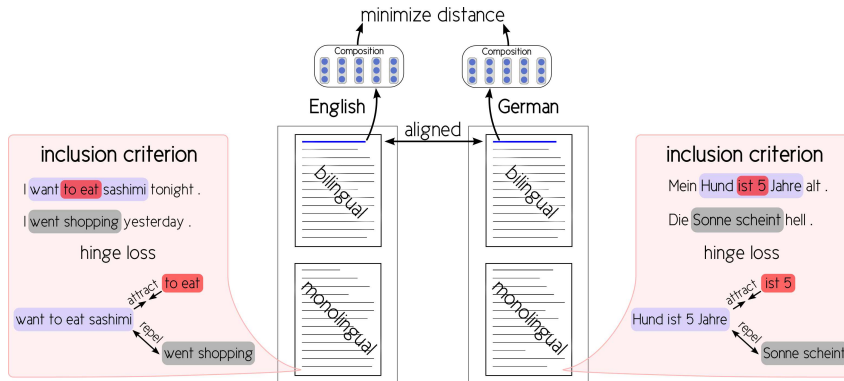 minimize distance
Composition
Composition
English
German
aligned
bilingual
bilingual
monolingual
monolingual
inclusion criterion
I want to eat sashimi tonight .
I went shopping yesterday .
hinge loss
attract
to eat
want to eat sashimi
repel
went shopping
inclusion criterion
Mein Hund ist 5 Jahre alt .
Die Sonne scheint hell .
hinge loss
attract
ist 5
Hund ist 5 Jahre
repel
Sonne scheint